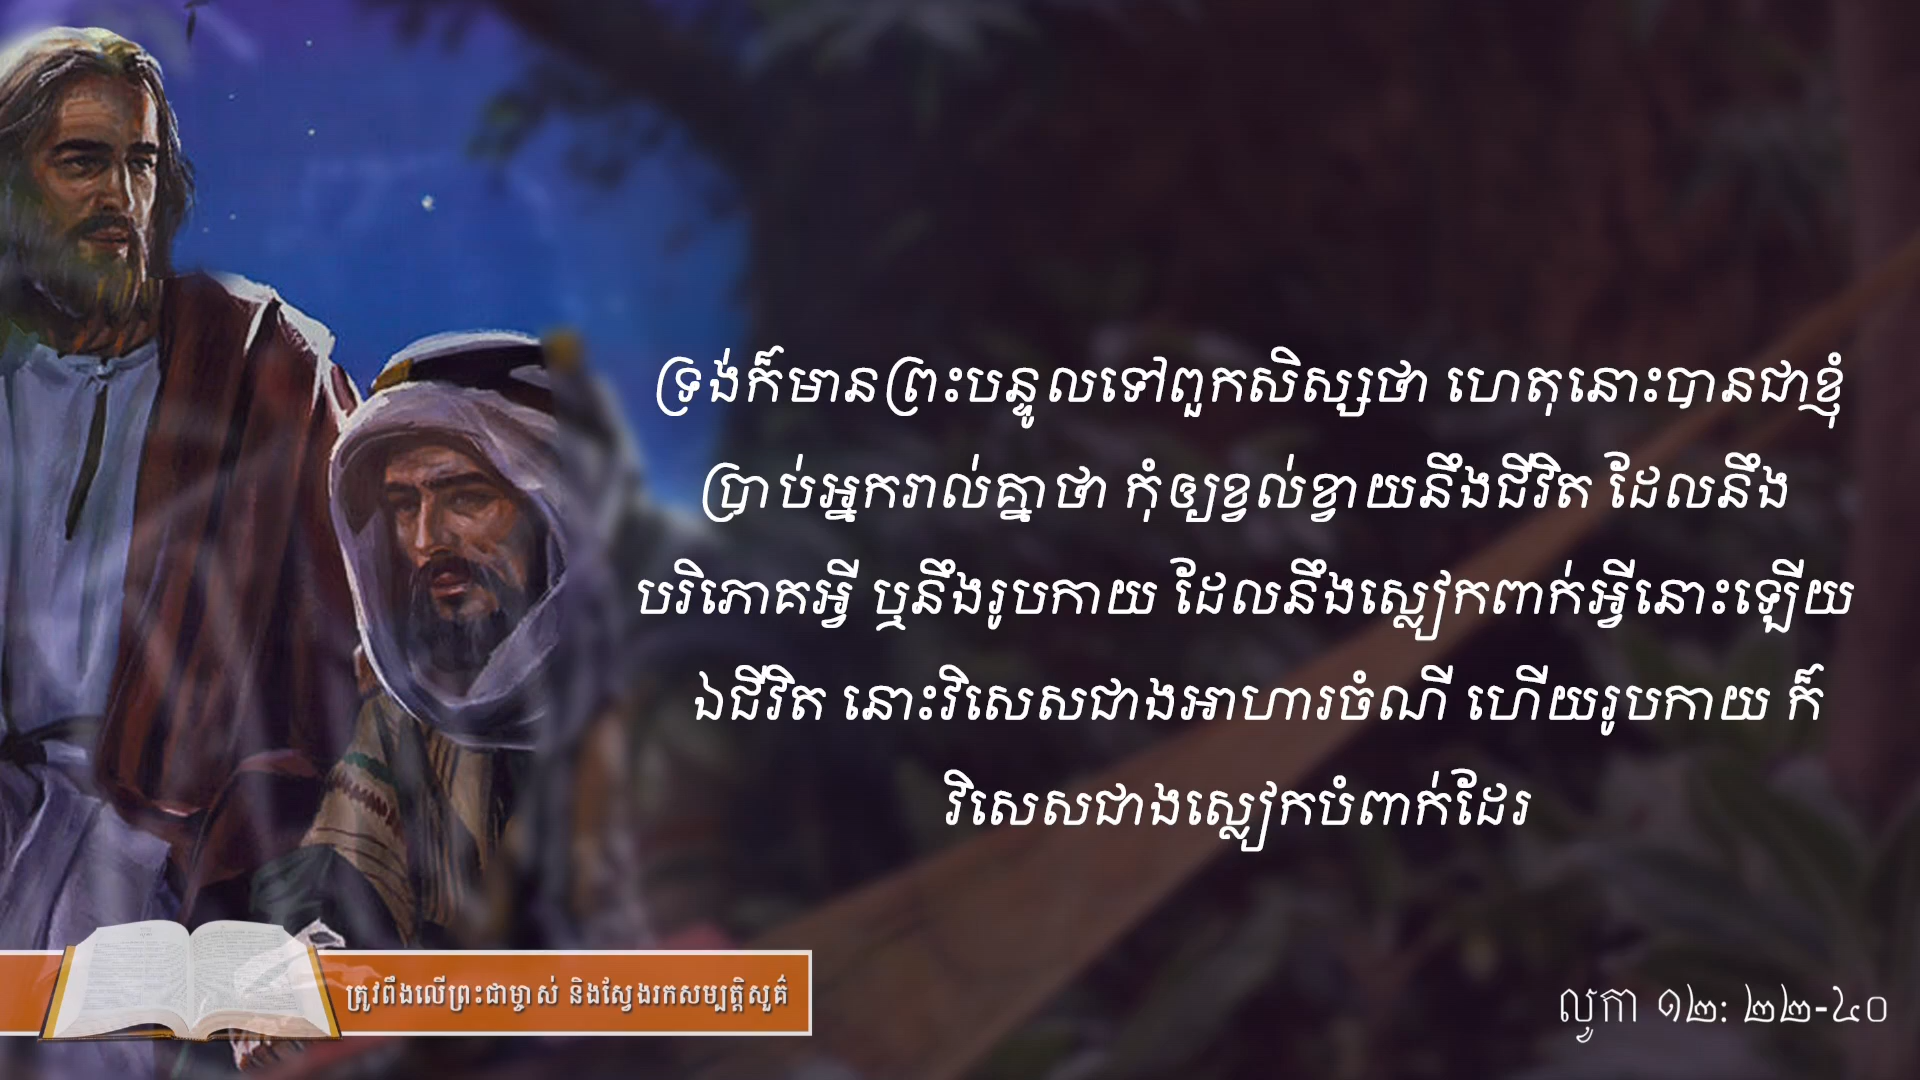 ទ្រង់ក៏មានព្រះបន្ទូលទៅពួកសិស្សថា ហេតុនោះបានជាខ្ញុំ
ប្រាប់អ្នករាល់គ្នាថា កុំឲ្យខ្វល់ខ្វាយនឹងជីវិត ដែលនឹង
បរិភោគអ្វី ឬនឹងរូបកាយ ដែលនឹងស្លៀកពាក់អ្វីនោះឡើយ
ឯជីវិត នោះវិសេសជាងអាហារចំណី ហើយរូបកាយ ក៏
វិសេសជាងស្លៀកបំពាក់ដែរ
ត្រូវពឹងលើព្រះជាម្ចាស់ និងស្វែងរកសម្បត្តិសួគ៌
លូកា ១២: ២២-៤០